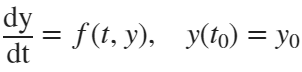 dy/dt = f(t, y),   y(t₀) = y₀